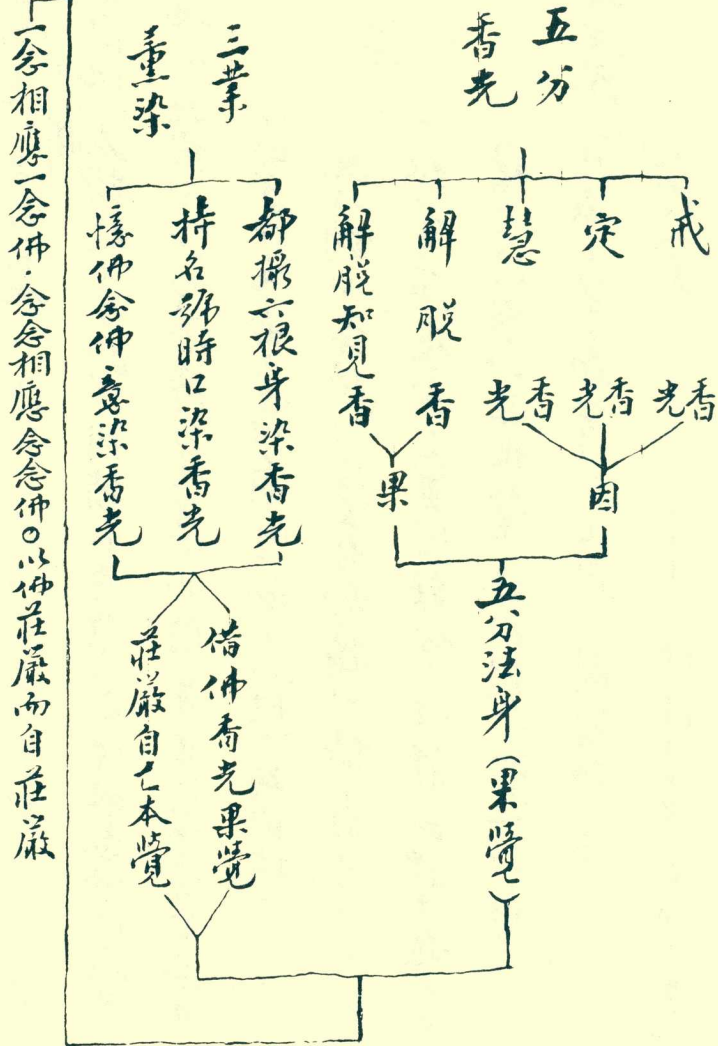 五分
香光
戒香光
定香光
慧香光
解脫香
解脫知見香
因
果
五分法身（果覺）
三業
薰染
都攝六根身染香光
持名號時口染香光
憶佛念佛意染香光
借佛香光果覺
莊嚴自己本覺
一念相應一念佛．念念相應念念佛。以佛莊嚴而自莊嚴